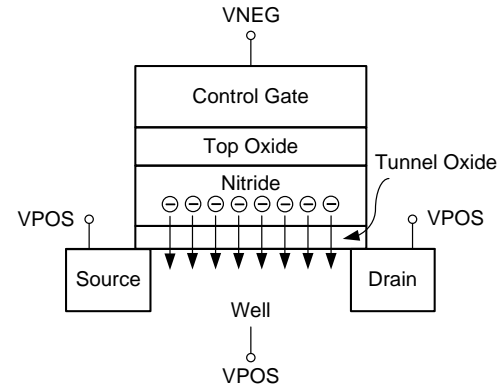 VNEG
Control Gate
Top Oxide
Tunnel Oxide
Nitride
VPOS
VPOS
Source
Drain
Well
VPOS